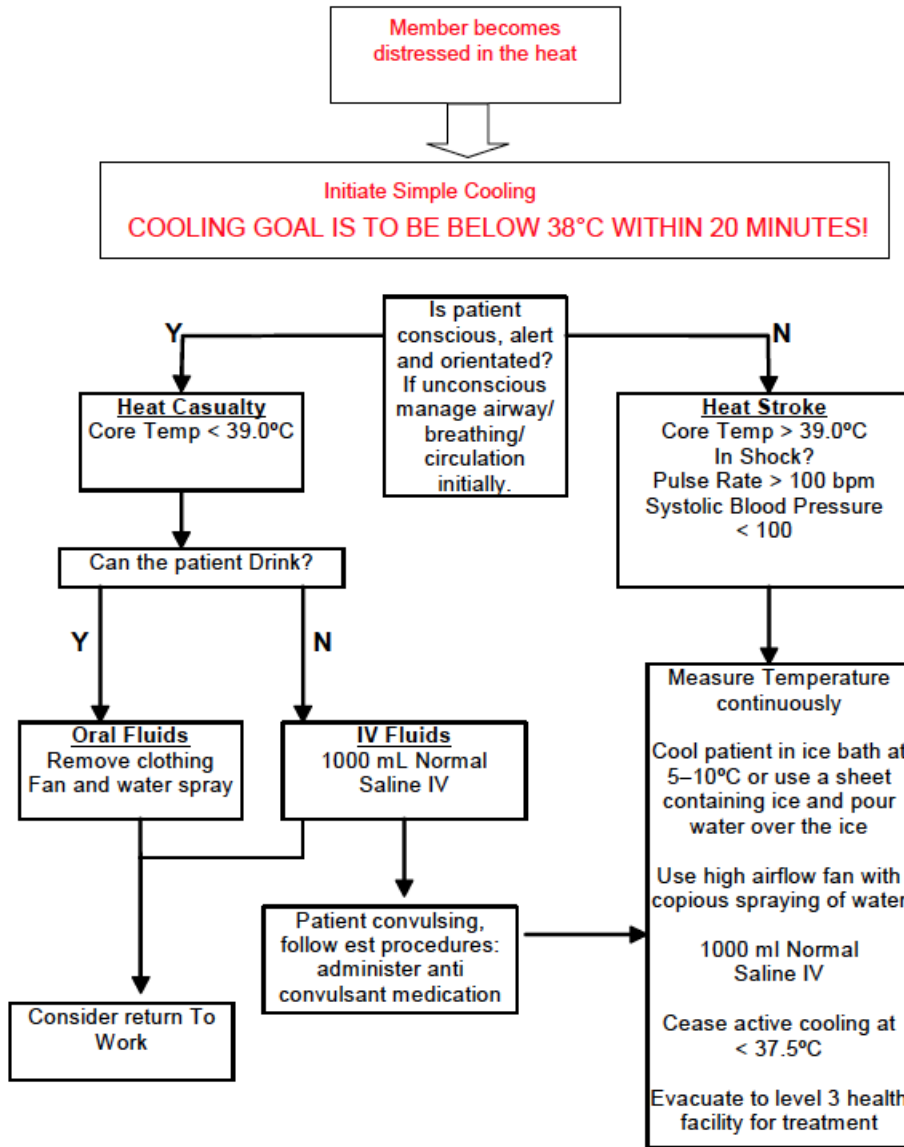 Member becomes
distressed in the heat
Initiate Simple Cooling
COOLING GOAL IS TO BE BELOW 38°C WITHIN 20 MINUTES!
Is patient
conscious, alert
and orientated?
If unconscious
manage airway/
breathing/
circulation
initially.
Y
N
Heat Casualty
Core Temp < 39.0ºC
Heat Stroke
Core Temp > 39.0ºC
In Shock?
Pulse Rate > 100 bpm
Systolic Blood Pressure
< 100
Can the patient Drink?
Y
N
Oral Fluids
Remove clothing
Fan and water spray
IV Fluids
1000 mL Normal
Saline IV
Measure Temperature
continuously
Cool patient in ice bath at
5–10ºC or use a sheet
containing ice and pour
water over the ice
Use high airflow fan with
copious spraying of water
1000 ml Normal
Saline IV
Cease active cooling at
< 37.5ºC
Evacuate to level 3 health
facility for treatment
Patient convulsing,
follow est procedures:
administer anti
convulsant medication
Consider return To
Work